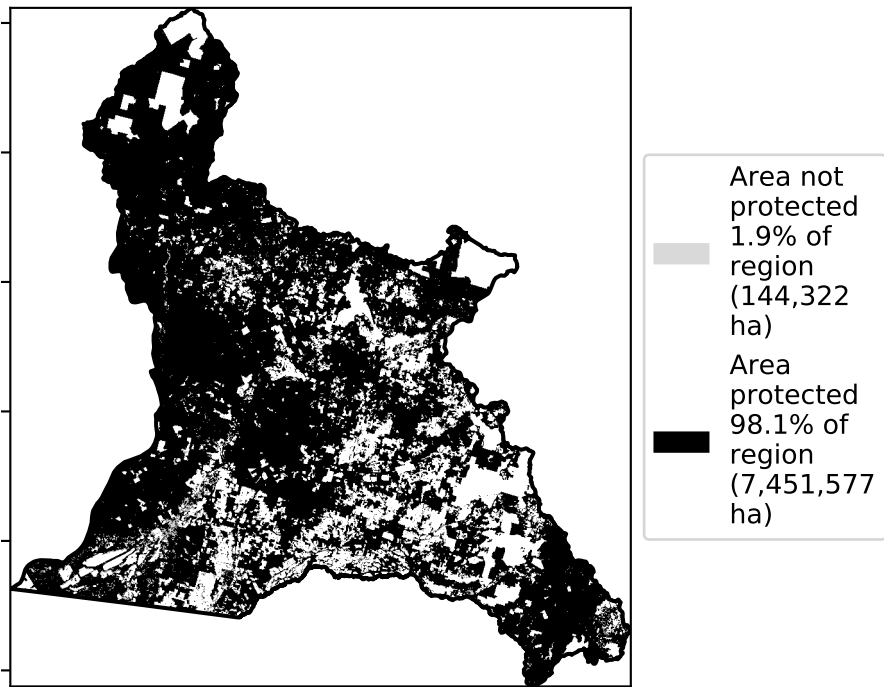 Area not
protected
1.9% of
region
(144,322
ha)
Area
protected
98.1% of
region
(7,451,577
ha)